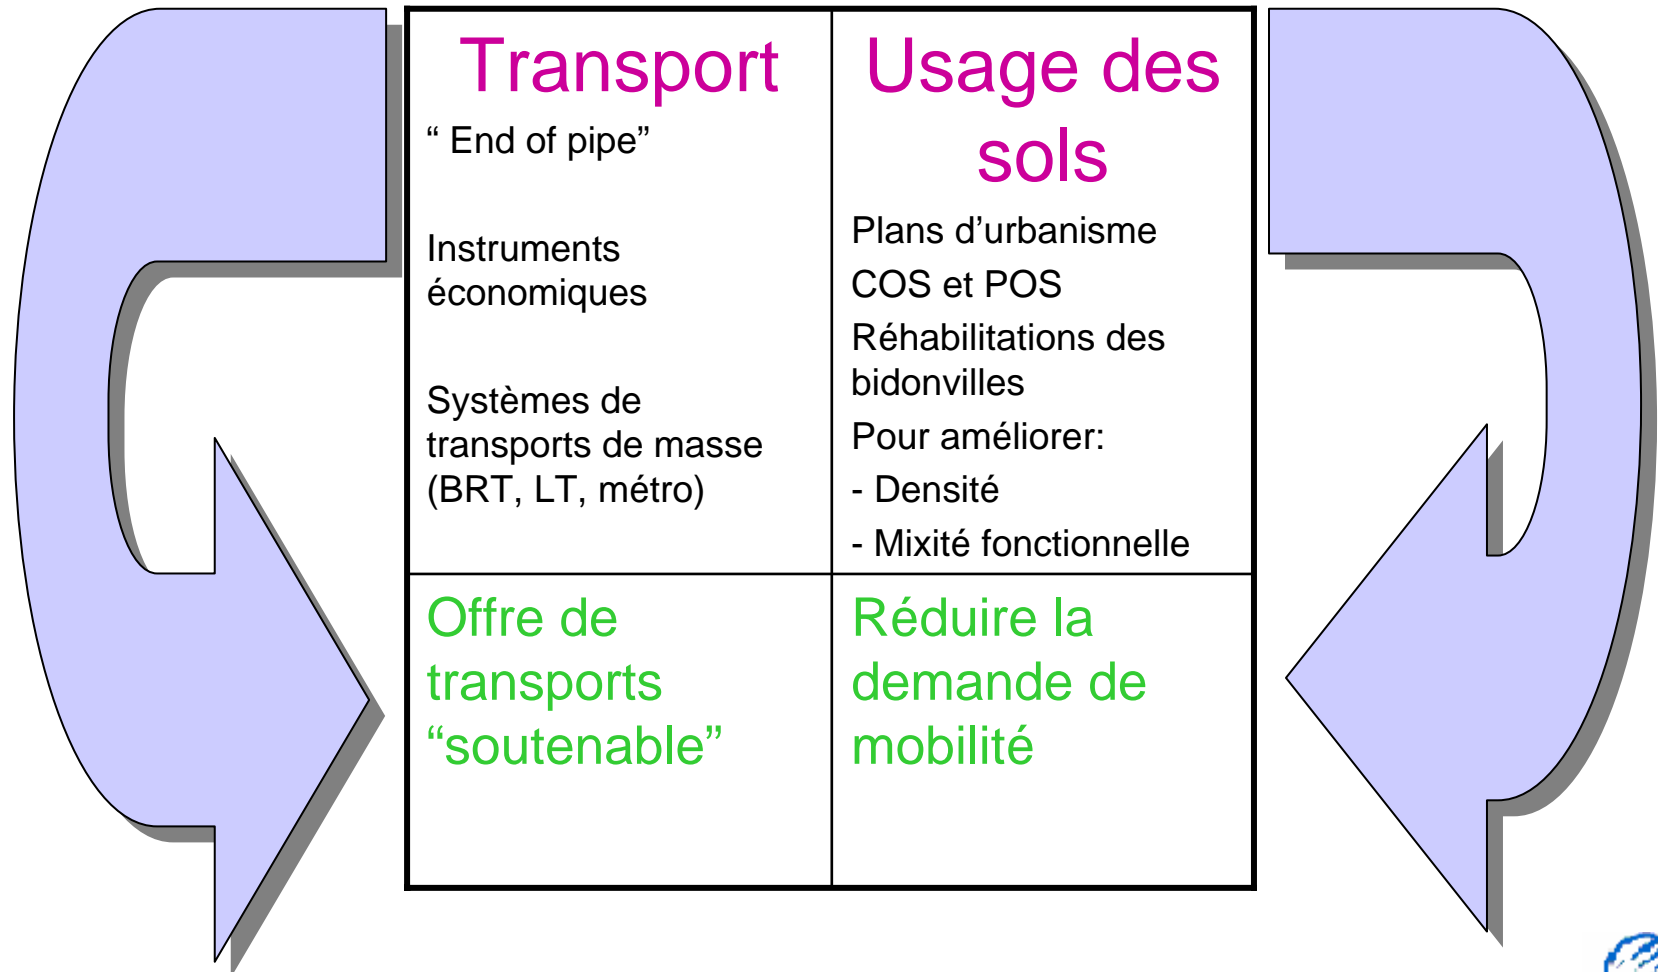 Transport
“ End of pipe”
Instruments
économiques
Systèmes de
transports de masse
(BRT, LT, métro)
Usage des
sols
Plans d’urbanisme
COS et POS
Réhabilitations des
bidonvilles
Pour améliorer:
- Densité
- Mixité fonctionnelle
Offre de
transports
“soutenable”
Réduire la
demande de
mobilité